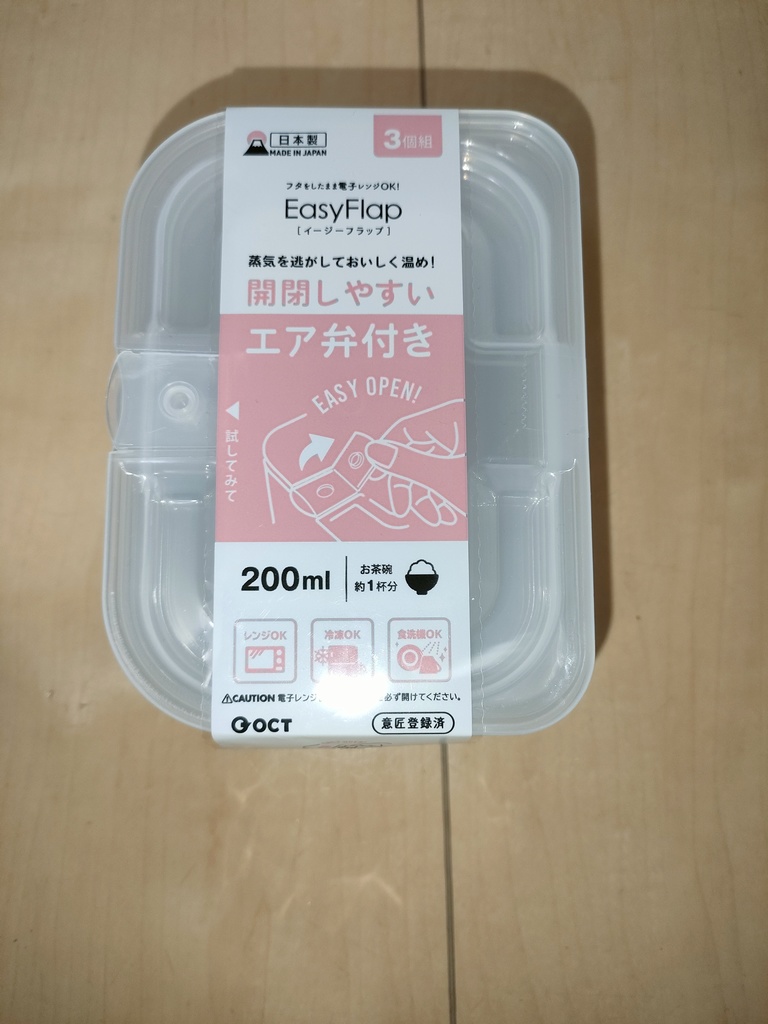 日本製
MADE IN JAPAN
3個組
フタをしたまま電子レンジOK!
EasyFlap
[イージーフラップ]
蒸気を逃がしておいしく温め!
開閉しやすい
エア弁付き
EASY OPEN!
試してみて
200ml
お茶碗
約1杯分
レンジOK
冷凍OK
食洗機OK
CAUTION 電子レンジ 必ず開けてください。
OCT
意匠登録済